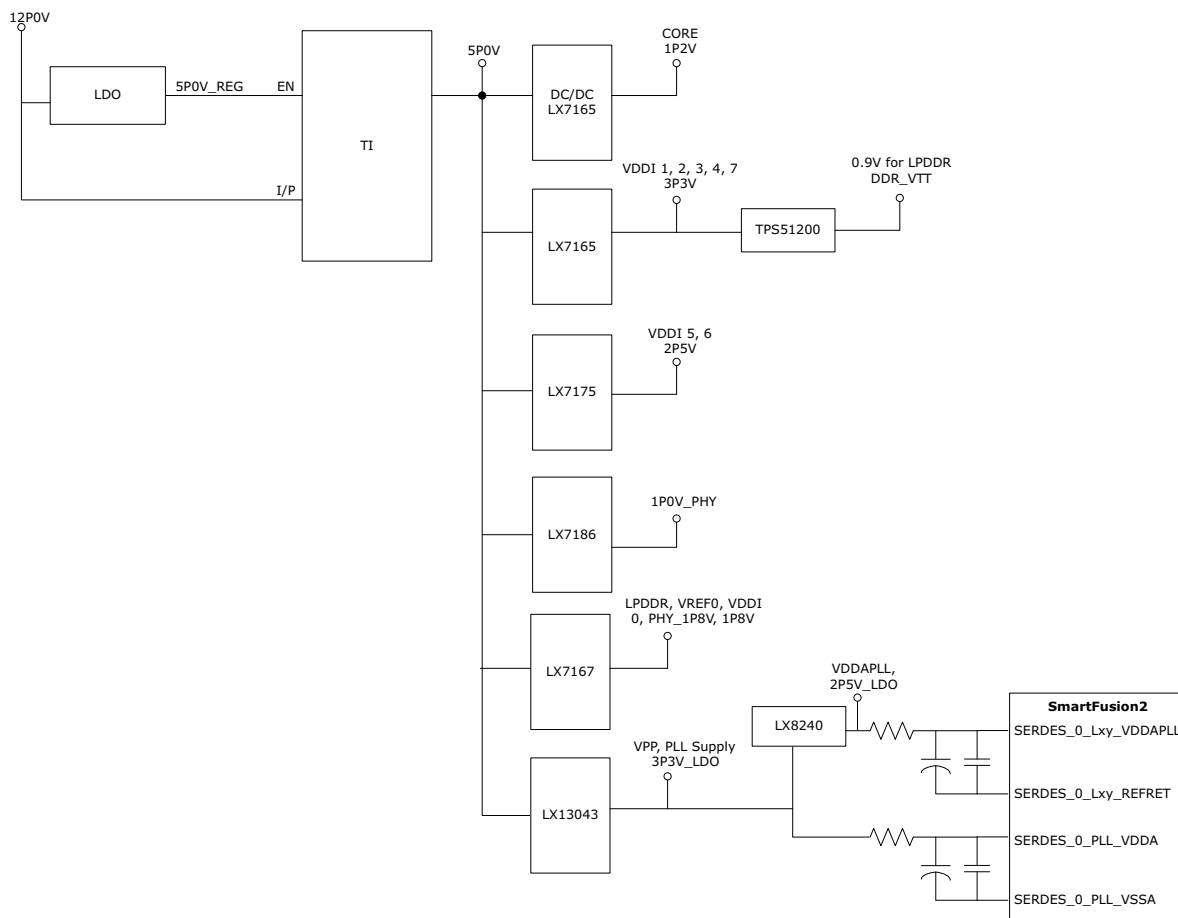 12P0V
LDO
5P0V_REG
EN
I/P
TI
5P0V
DC/DC
LX7165
CORE
1P2V
LX7165
VDDI 1, 2, 3, 4, 7
3P3V
TPS51200
0.9V for LPDDR
DDR_VTT
LX7175
VDDI 5, 6
2P5V
LX7186
1P0V_PHY
LX7167
LPDDR, VREF0, VDDI
0, PHY_1P8V, 1P8V
LX13043
VPP, PLL Supply
3P3V_LDO
LX8240
VDDAPLL,
2P5V_LDO
SmartFusion2
SERDES_0_Lxy_VDDAPLL
SERDES_0_Lxy_REFRET
SERDES_0_PLL_VDDA
SERDES_0_PLL_VSSA